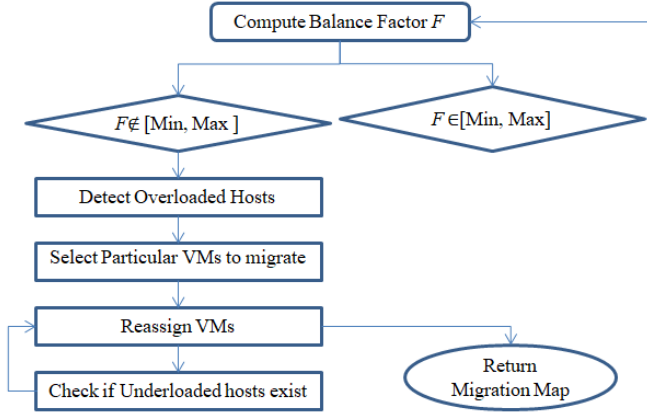 Compute Balance Factor F
F∉ [Min, Max ]
F ∈[Min, Max]
Detect Overloaded Hosts
Select Particular VMs to migrate
Reassign VMs
Check if Underloaded hosts exist
Return
Migration Map